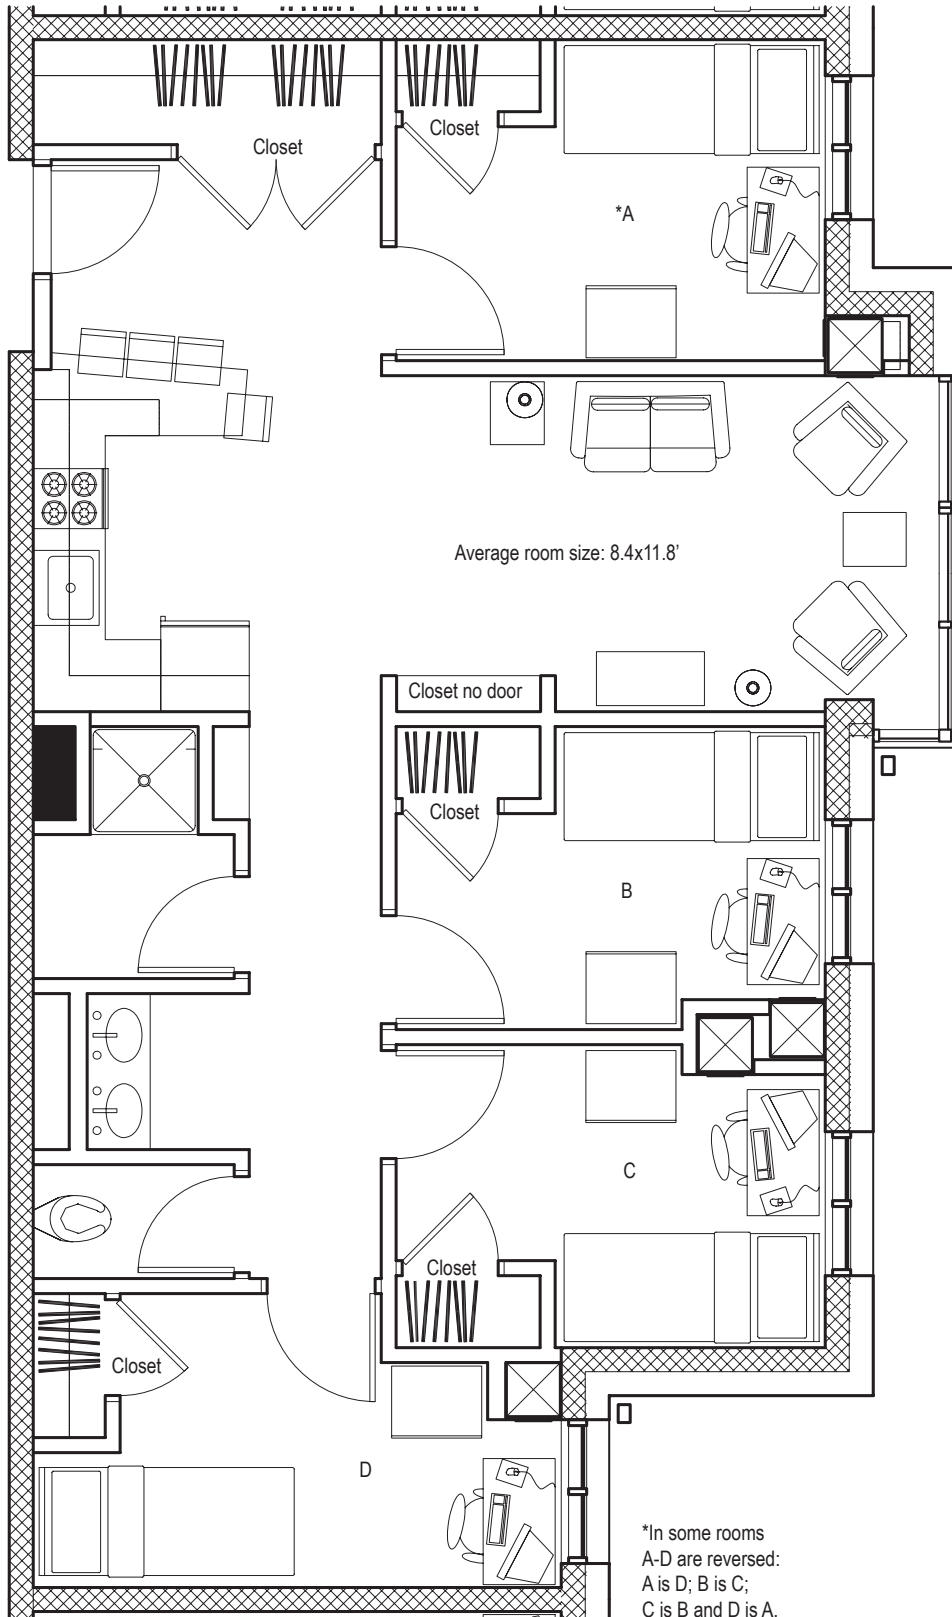 Closet
Closet
*A
Average room size: 8.4x11.8’
Closet no door
Closet
B
C
Closet
Closet
D
*In some rooms
A-D are reversed:
A is D; B is C;
C is B and D is A.